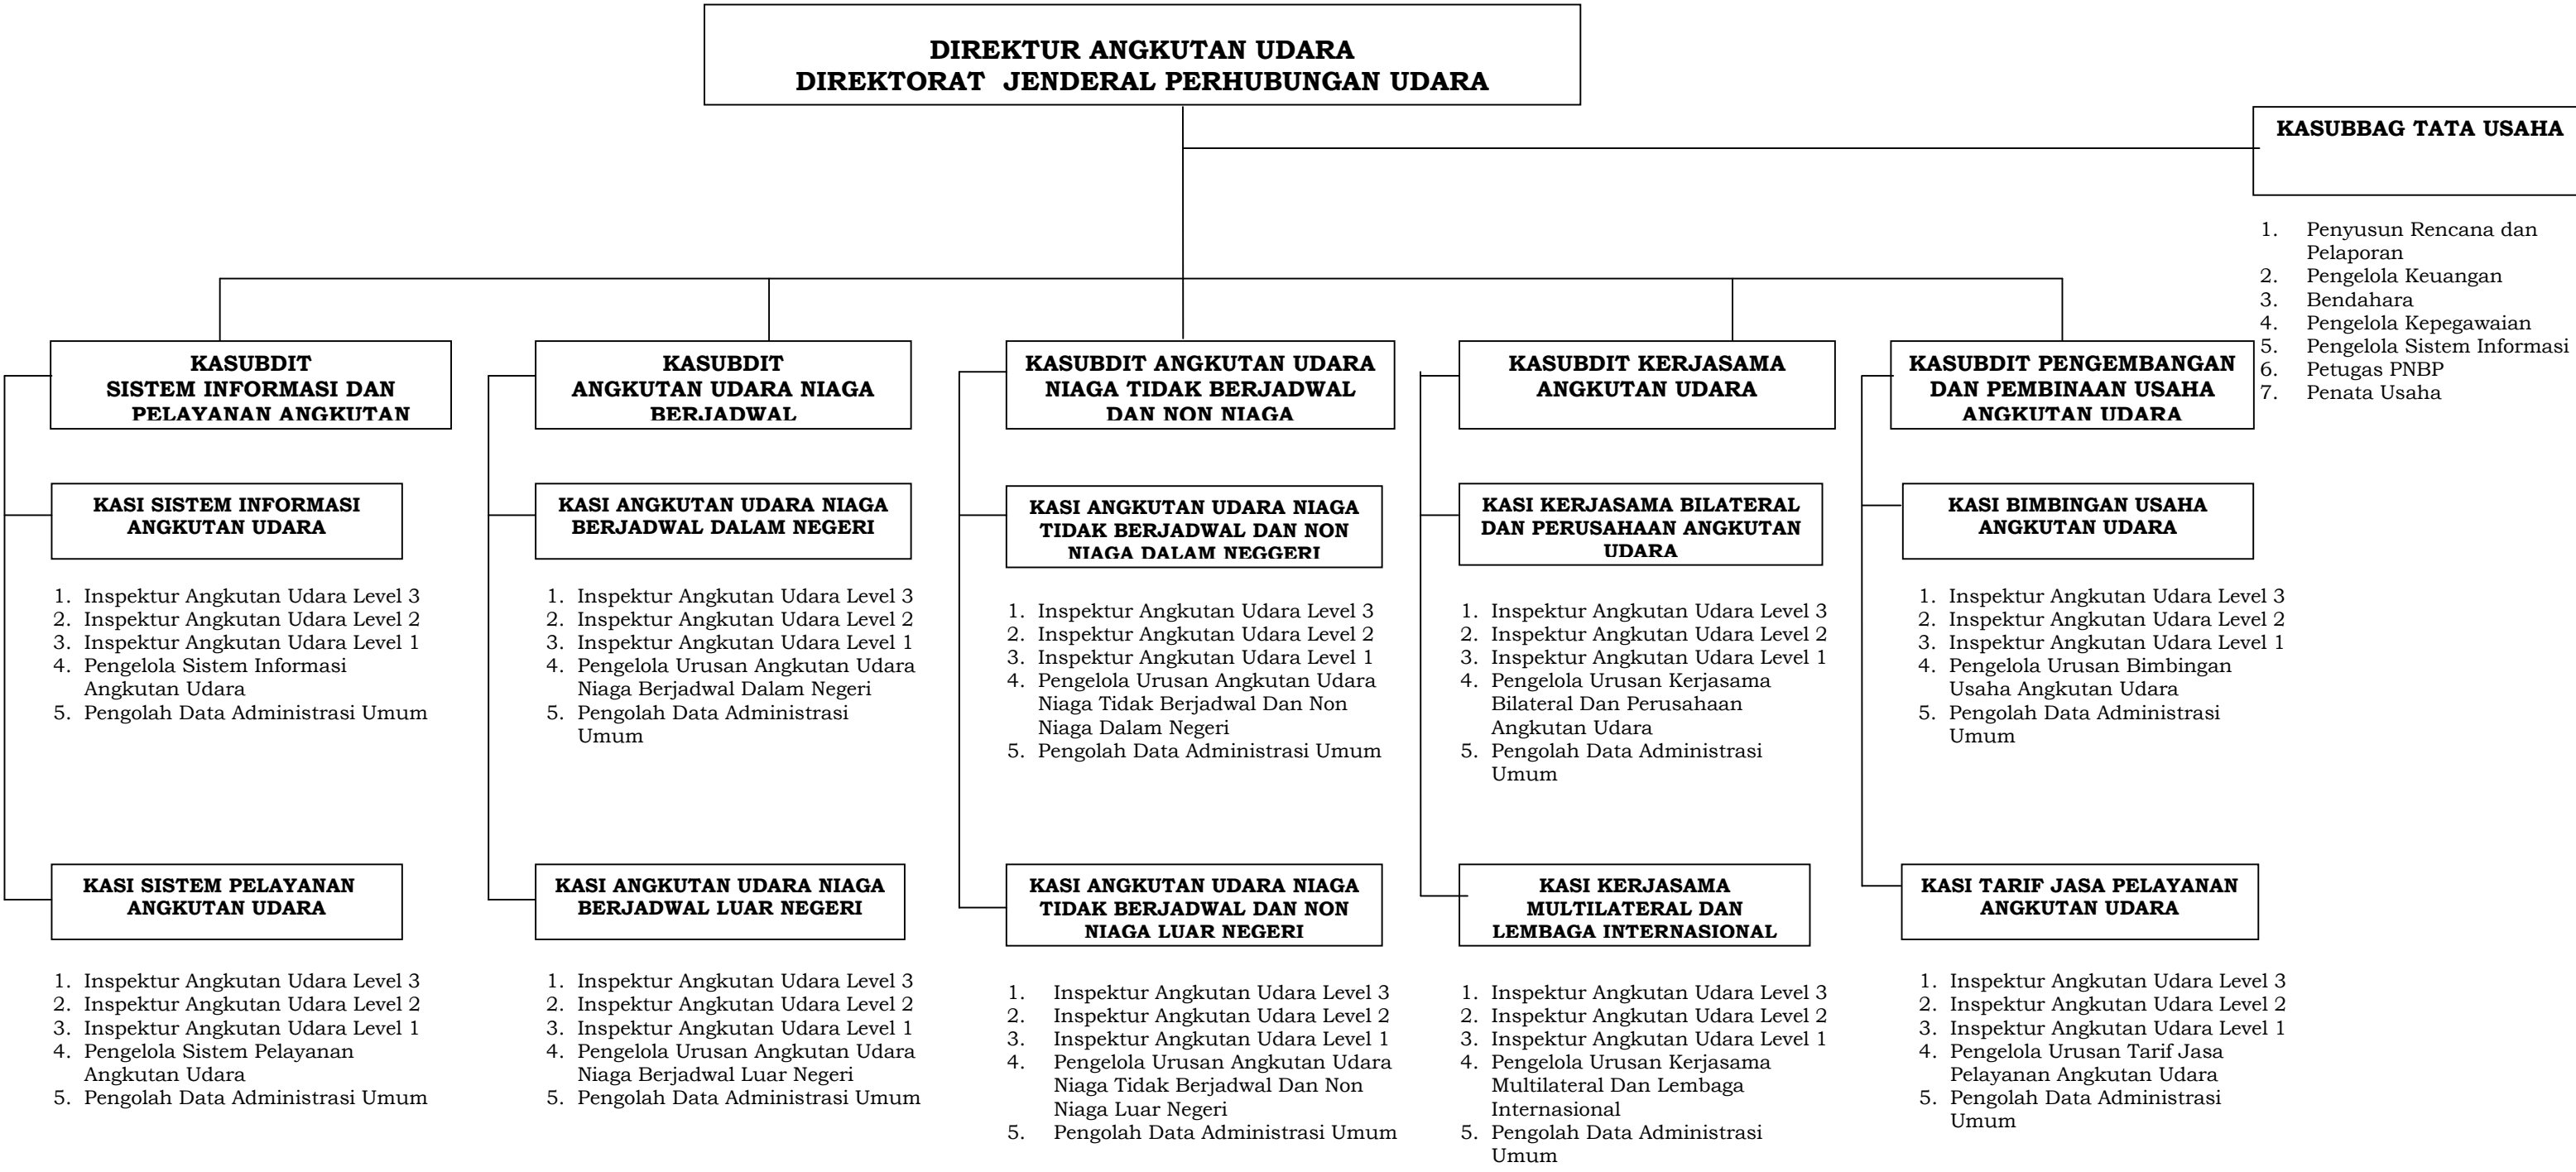 DIREKTUR ANGKUTAN UDARA
DIREKTORAT JENDERAL PERHUBUNGAN UDARA
KASUBBAG TATA USAHA
1. Penyusun Rencana dan
Pelaporan
2. Pengelola Keuangan
3. Bendahara
4. Pengelola Kepegawaian
5. Pengelola Sistem Informasi
6. Petugas PNBP
7. Penata Usaha
KASUBDIT
SISTEM INFORMASI DAN
PELAYANAN ANGKUTAN
KASI SISTEM INFORMASI
ANGKUTAN UDARA
1. Inspektur Angkutan Udara Level 3
2. Inspektur Angkutan Udara Level 2
3. Inspektur Angkutan Udara Level 1
4. Pengelola Sistem Informasi
Angkutan Udara
5. Pengolah Data Administrasi Umum
KASI SISTEM PELAYANAN
ANGKUTAN UDARA
1. Inspektur Angkutan Udara Level 3
2. Inspektur Angkutan Udara Level 2
3. Inspektur Angkutan Udara Level 1
4. Pengelola Sistem Pelayanan
Angkutan Udara
5. Pengolah Data Administrasi Umum
KASUBDIT
ANGKUTAN UDARA NIAGA
BERJADWAL
KASI ANGKUTAN UDARA NIAGA
BERJADWAL DALAM NEGERI
1. Inspektur Angkutan Udara Level 3
2. Inspektur Angkutan Udara Level 2
3. Inspektur Angkutan Udara Level 1
4. Pengelola Urusan Angkutan Udara
Niaga Berjadwal Dalam Negeri
5. Pengolah Data Administrasi
Umum
KASI ANGKUTAN UDARA NIAGA
BERJADWAL LUAR NEGERI
1. Inspektur Angkutan Udara Level 3
2. Inspektur Angkutan Udara Level 2
3. Inspektur Angkutan Udara Level 1
4. Pengelola Urusan Angkutan Udara
Niaga Berjadwal Luar Negeri
5. Pengolah Data Administrasi Umum
KASUBDIT ANGKUTAN UDARA
NIAGA TIDAK BERJADWAL
DAN NON NIAGA
KASI ANGKUTAN UDARA NIAGA
TIDAK BERJADWAL DAN NON
NIAGA DALAM NEGGERI
1. Inspektur Angkutan Udara Level 3
2. Inspektur Angkutan Udara Level 2
3. Inspektur Angkutan Udara Level 1
4. Pengelola Urusan Angkutan Udara
Niaga Tidak Berjadwal Dan Non
Niaga Dalam Negeri
5. Pengolah Data Administrasi Umum
KASI ANGKUTAN UDARA NIAGA
TIDAK BERJADWAL DAN NON
NIAGA LUAR NEGERI
1. Inspektur Angkutan Udara Level 3
2. Inspektur Angkutan Udara Level 2
3. Inspektur Angkutan Udara Level 1
4. Pengelola Urusan Angkutan Udara
Niaga Tidak Berjadwal Dan Non
Niaga Luar Negeri
5. Pengolah Data Administrasi Umum
KASUBDIT KERJASAMA
ANGKUTAN UDARA
KASI KERJASAMA BILATERAL
DAN PERUSAHAAN ANGKUTAN
UDARA
1. Inspektur Angkutan Udara Level 3
2. Inspektur Angkutan Udara Level 2
3. Inspektur Angkutan Udara Level 1
4. Pengelola Urusan Kerjasama
Bilateral Dan Perusahaan
Angkutan Udara
5. Pengolah Data Administrasi
Umum
KASI KERJASAMA
MULTILATERAL DAN
LEMBAGA INTERNASIONAL
1. Inspektur Angkutan Udara Level 3
2. Inspektur Angkutan Udara Level 2
3. Inspektur Angkutan Udara Level 1
4. Pengelola Urusan Kerjasama
Multilateral Dan Lembaga
Internasional
5. Pengolah Data Administrasi
Umum
KASUBDIT PENGEMBANGAN
DAN PEMBINAAN USAHA
ANGKUTAN UDARA
KASI BIMBINGAN USAHA
ANGKUTAN UDARA
1. Inspektur Angkutan Udara Level 3
2. Inspektur Angkutan Udara Level 2
3. Inspektur Angkutan Udara Level 1
4. Pengelola Urusan Bimbingan
Usaha Angkutan Udara
5. Pengolah Data Administrasi
Umum
KASI TARIF JASA PELAYANAN
ANGKUTAN UDARA
1. Inspektur Angkutan Udara Level 3
2. Inspektur Angkutan Udara Level 2
3. Inspektur Angkutan Udara Level 1
4. Pengelola Urusan Tarif Jasa
Pelayanan Angkutan Udara
5. Pengolah Data Administrasi
Umum